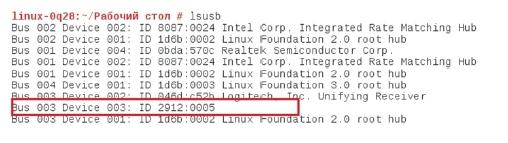 linux-0q28:~/Рабочий стол # lsusb
Bus 002 Device 002: ID 8087:0024 Intel Corp. Integrated Rate Matching Hub
Bus 002 Device 001: ID 1d6b:0002 Linux Foundation 2.0 root hub
Bus 001 Device 004: ID 0bda:570c Realtek Semiconductor Corp.
Bus 001 Device 002: ID 8087:0024 Intel Corp. Integrated Rate Matching Hub
Bus 001 Device 001: ID 1d6b:0002 Linux Foundation 2.0 root hub
Bus 004 Device 001: ID 1d6b:0003 Linux Foundation 3.0 root hub
Bus 003 Device 002: ID 046d:c52b Logitech, Inc. Unifying Receiver
Bus 003 Device 003: ID 2912:0005
Bus 003 Device 001: ID 1d6b:0002 Linux Foundation 2.0 root hub